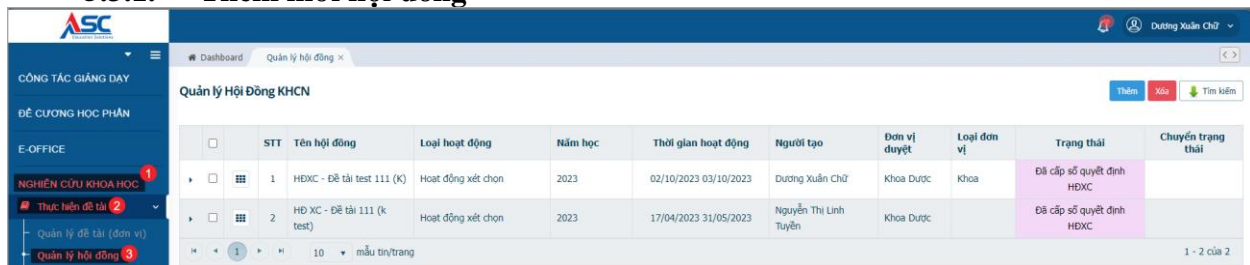 ASC
Dương Xuân Chữ
Dashboard
Quản lý hội đồng ×
CÔNG TÁC GIẢNG DẠY
Quản lý Hội Đồng KHCN
Thêm
Xóa
Tìm kiếm
ĐỀ CƯƠNG HỌC PHẦN
E-OFFICE
NGHIÊN CỨU KHOA HỌC 1
Thực hiện đề tài 2
Quản lý đề tài (đơn vị)
Quản lý hội đồng 3
STT Tên hội đồng Loại hoạt động Năm học Thời gian hoạt động Người tạo Đơn vị duyệt Loại đơn vị Trạng thái Chuyển trạng thái
1 HĐXC - Đề tài test 111 (K) Hoạt động xét chọn 2023 02/10/2023 03/10/2023 Dương Xuân Chữ Khoa Dược Khoa Đã cấp số quyết định HĐXC
2 HĐ XC - Đề tài 111 (k test) Hoạt động xét chọn 2023 17/04/2023 31/05/2023 Nguyễn Thị Linh Tuyền Khoa Dược Đã cấp số quyết định HĐXC
1 10 mẫu tin/trang 1 - 2 của 2